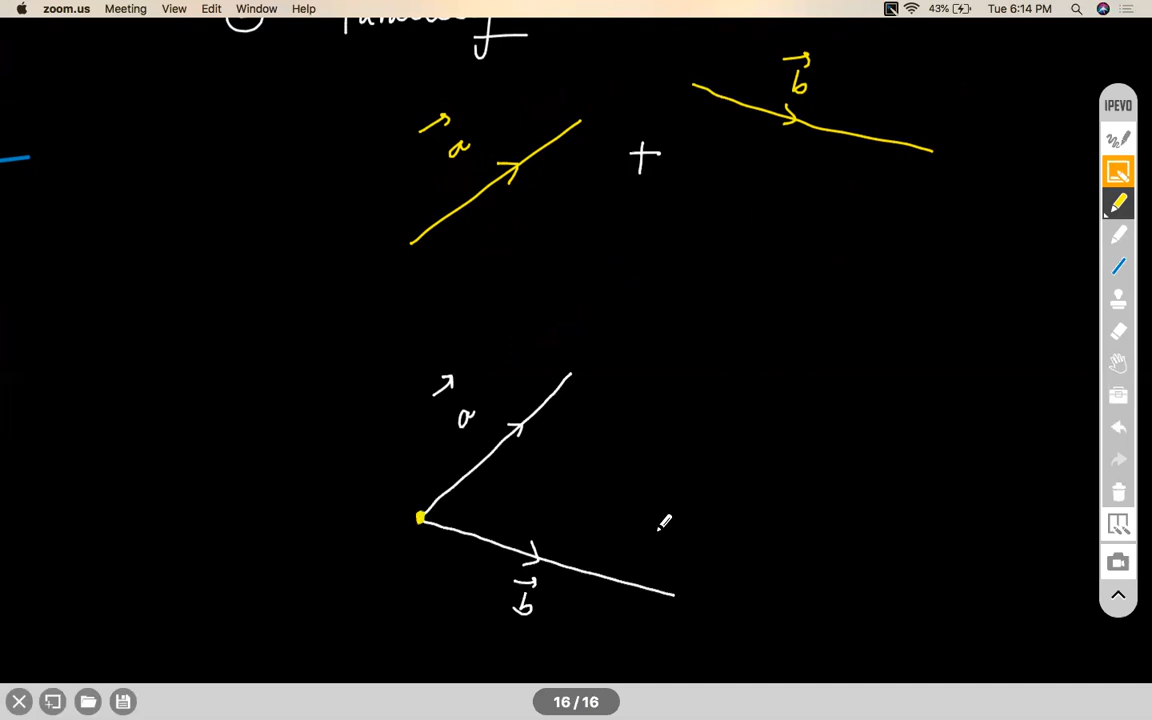 zoom.us Meeting View Edit Window Help 43% Tue 6:14 PM
a⃗ + b⃗
IPEVO
a⃗
b⃗
16 / 16